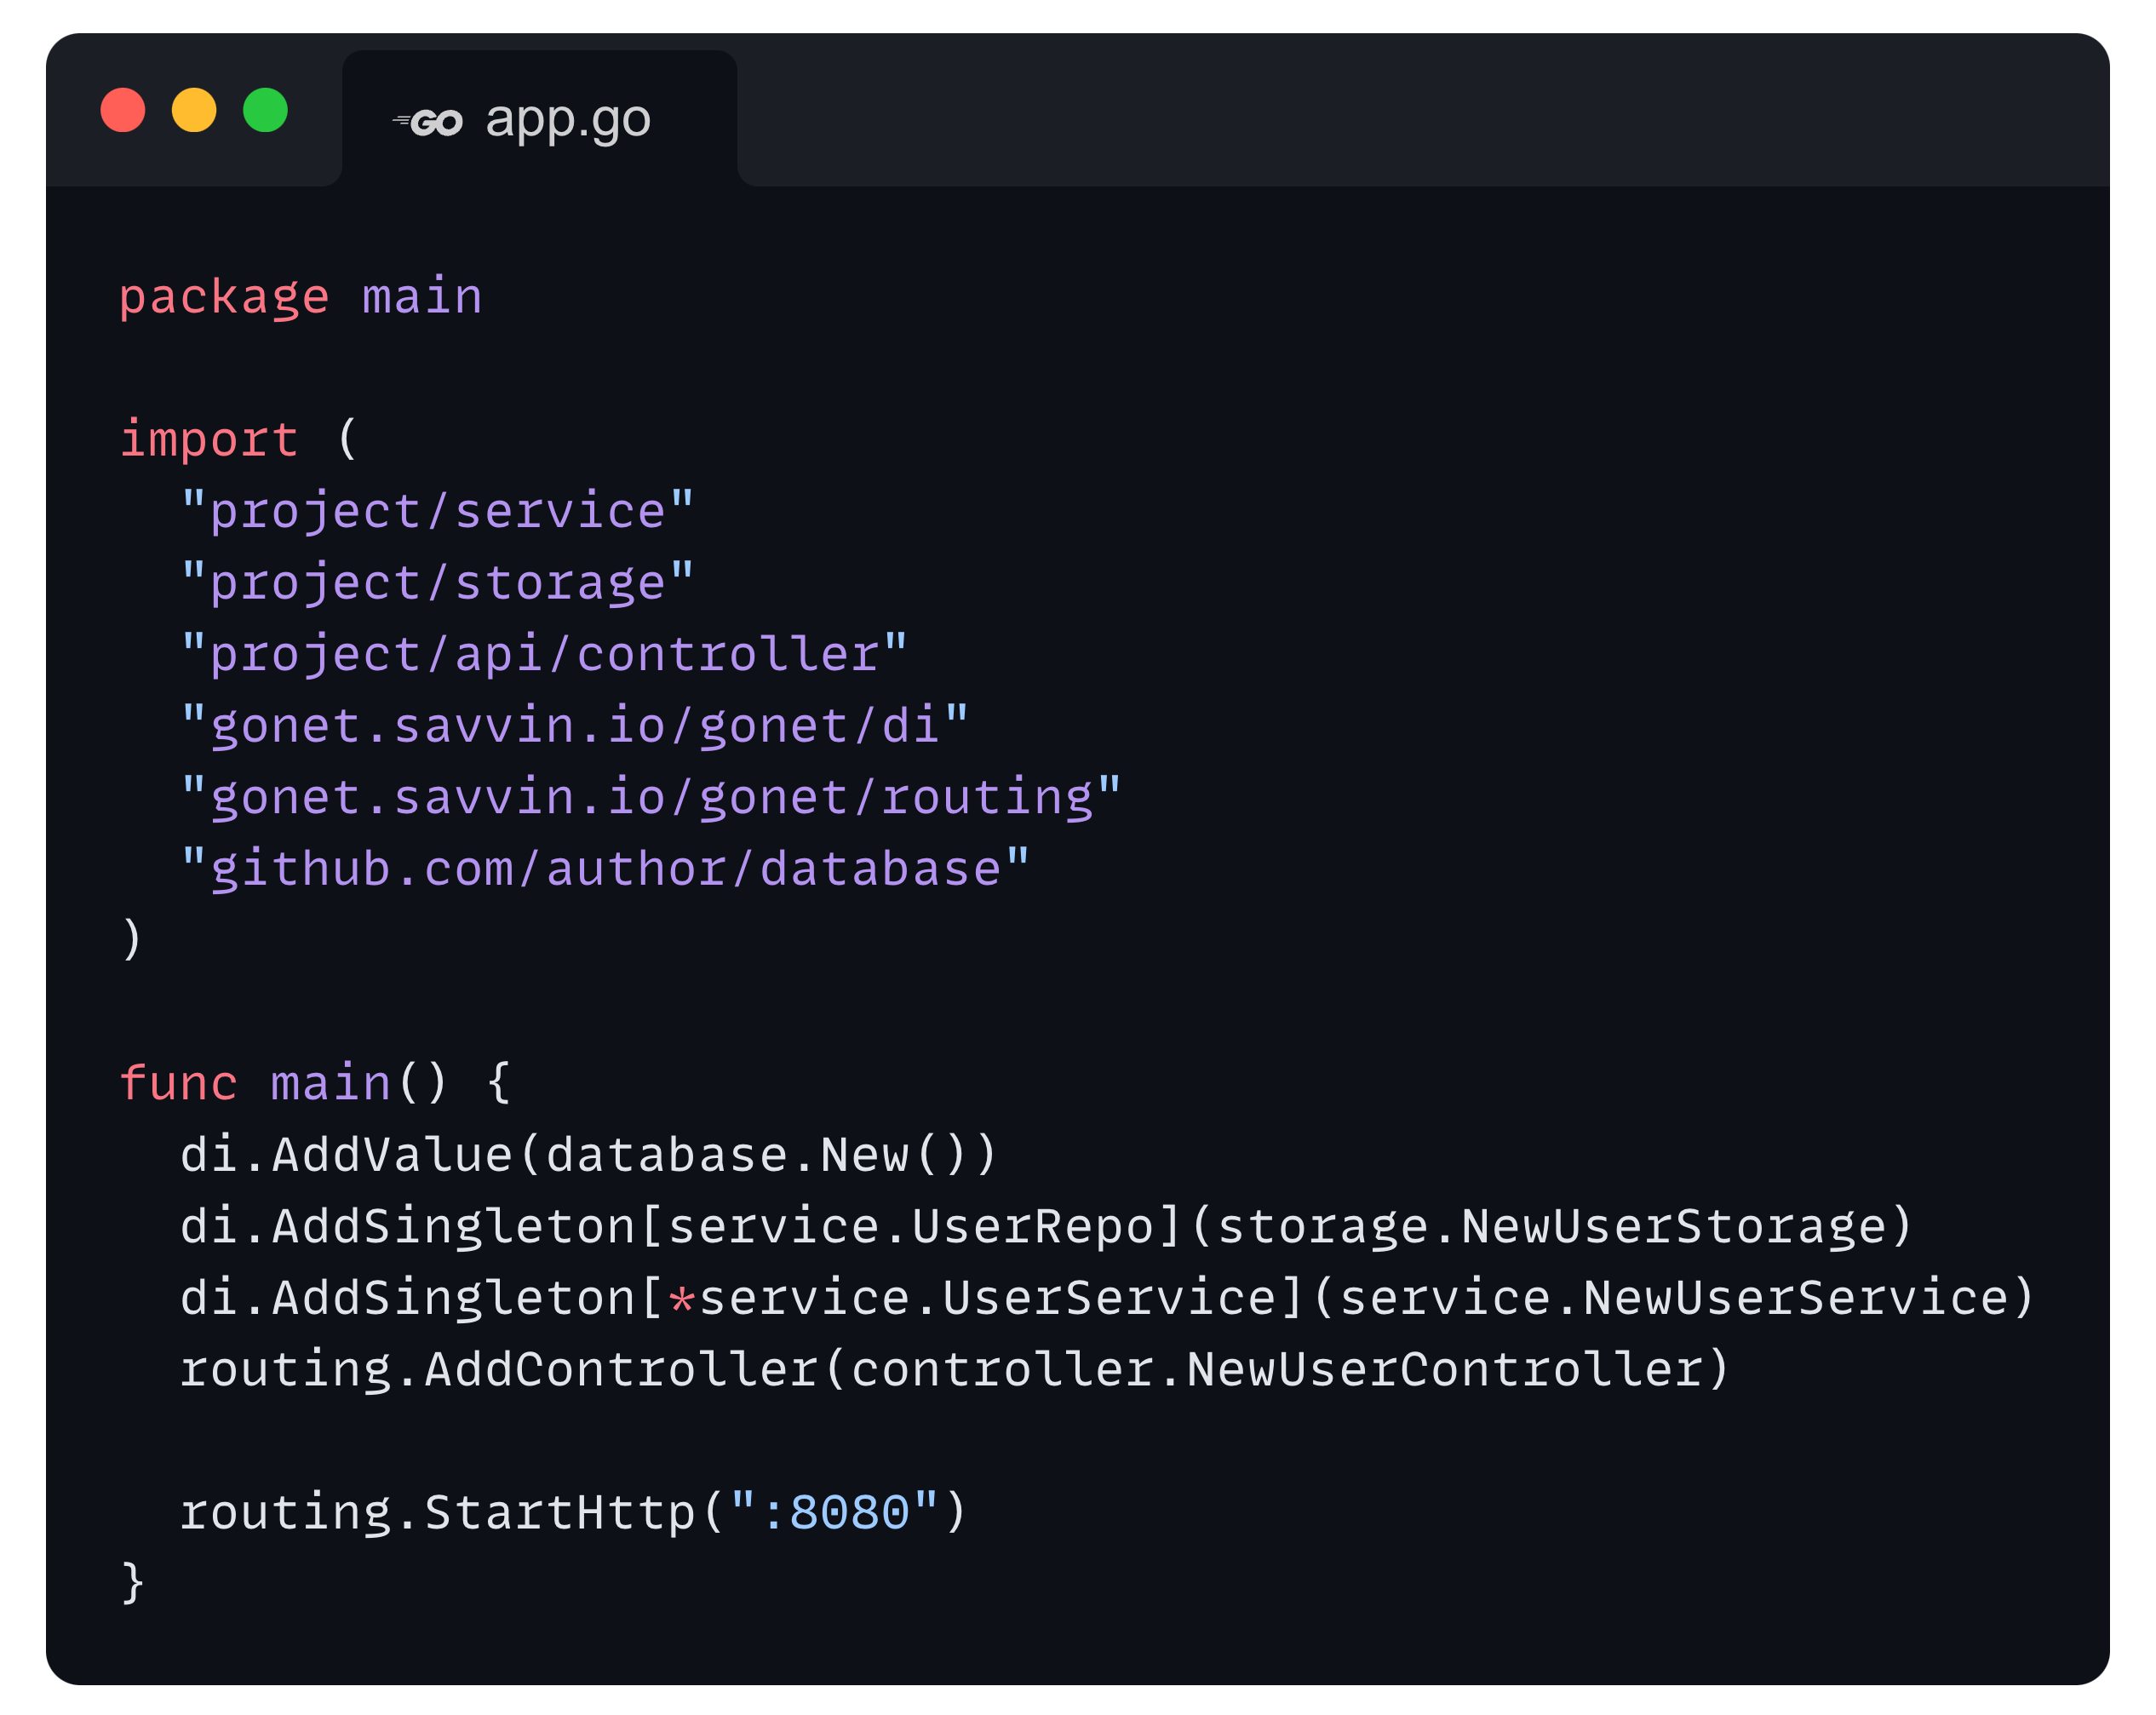 GO app.go
package main
import (
"project/service"
"project/storage"
"project/api/controller"
"gonet.savvin.io/gonet/di"
"gonet.savvin.io/gonet/routing"
"github.com/author/database"
)
func main() {
di.AddValue(database.New())
di.AddSingleton[service.UserRepo](storage.NewUserStorage)
di.AddSingleton[*service.UserService](service.NewUserService)
routing.AddController(controller.NewUserController)
routing.StartHttp(":8080")
}